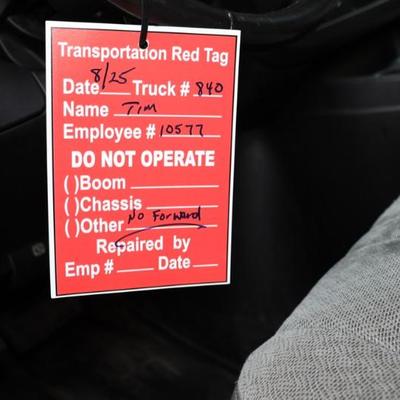 Transportation Red Tag
Date 8/25 Truck # 840
Name Tim
Employee # 10577
DO NOT OPERATE
( )Boom
( )Chassis
( )Other No Forward
Repaired by
Emp # Date